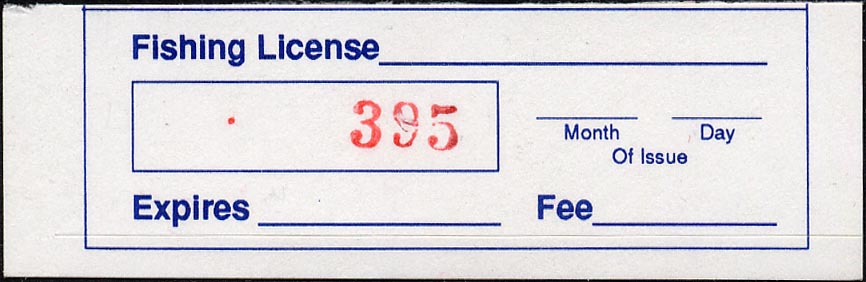 Fishing License
395
Month Day
Of Issue
Expires Fee